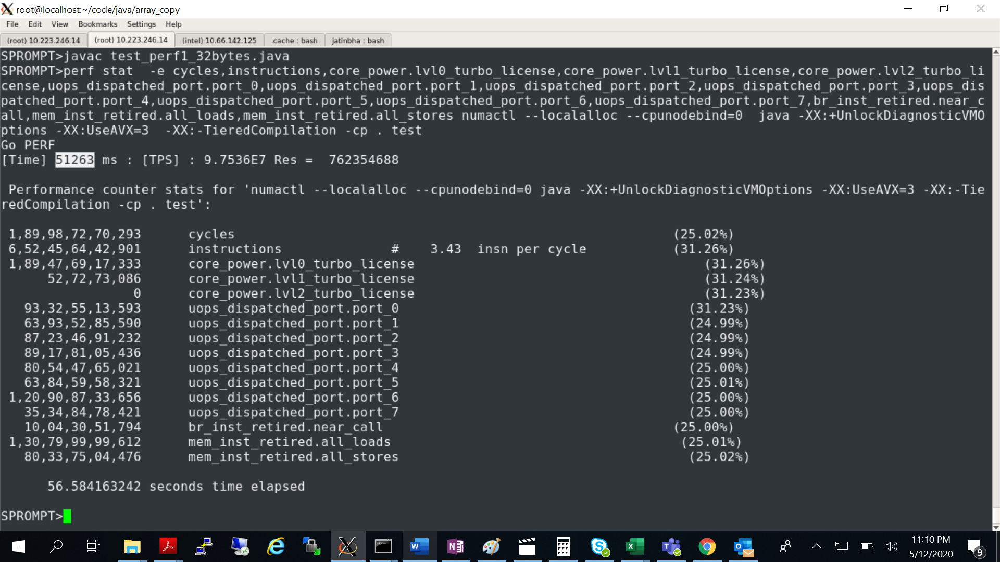 root@localhost:~/code/java/array_copy
File Edit View Bookmarks Settings Help
(root) 10.223.246.14 (root) 10.223.246.14 (intel) 10.66.142.125 .cache : bash jatinbha : bash
SPROMPT>javac test_perf1_32bytes.java
SPROMPT>perf stat  -e cycles,instructions,core_power.lvl0_turbo_license,core_power.lvl1_turbo_license,core_power.lvl2_turbo_li
cense,uops_dispatched_port.port_0,uops_dispatched_port.port_1,uops_dispatched_port.port_2,uops_dispatched_port.port_3,uops_dis
patched_port.port_4,uops_dispatched_port.port_5,uops_dispatched_port.port_6,uops_dispatched_port.port_7,br_inst_retired.near_c
all,mem_inst_retired.all_loads,mem_inst_retired.all_stores numactl --localalloc --cpunodebind=0  java -XX:+UnlockDiagnosticVMO
ptions -XX:UseAVX=3  -XX:-TieredCompilation -cp . test
Go PERF
[Time] 51263 ms : [TPS] : 9.7536E7 Res =  762354688
Performance counter stats for 'numactl --localalloc --cpunodebind=0 java -XX:+UnlockDiagnosticVMOptions -XX:UseAVX=3 -XX:-Tie
redCompilation -cp . test':
1,89,98,72,70,293 cycles (25.02%)
6,52,45,64,42,901 instructions # 3.43 insn per cycle (31.26%)
1,89,47,69,17,333 core_power.lvl0_turbo_license (31.26%)
52,72,73,086 core_power.lvl1_turbo_license (31.24%)
0 core_power.lvl2_turbo_license (31.23%)
93,32,55,13,593 uops_dispatched_port.port_0 (31.23%)
63,93,52,85,590 uops_dispatched_port.port_1 (24.99%)
87,23,46,91,232 uops_dispatched_port.port_2 (24.99%)
89,17,81,05,436 uops_dispatched_port.port_3 (24.99%)
80,54,47,65,021 uops_dispatched_port.port_4 (25.00%)
63,84,59,58,321 uops_dispatched_port.port_5 (25.01%)
1,20,90,87,33,656 uops_dispatched_port.port_6 (25.00%)
35,34,84,78,421 uops_dispatched_port.port_7 (25.00%)
10,04,30,51,794 br_inst_retired.near_call (25.00%)
1,30,79,99,99,612 mem_inst_retired.all_loads (25.01%)
80,33,75,04,476 mem_inst_retired.all_stores (25.02%)
56.584163242 seconds time elapsed
SPROMPT>
11:10 PM
5/12/2020
9